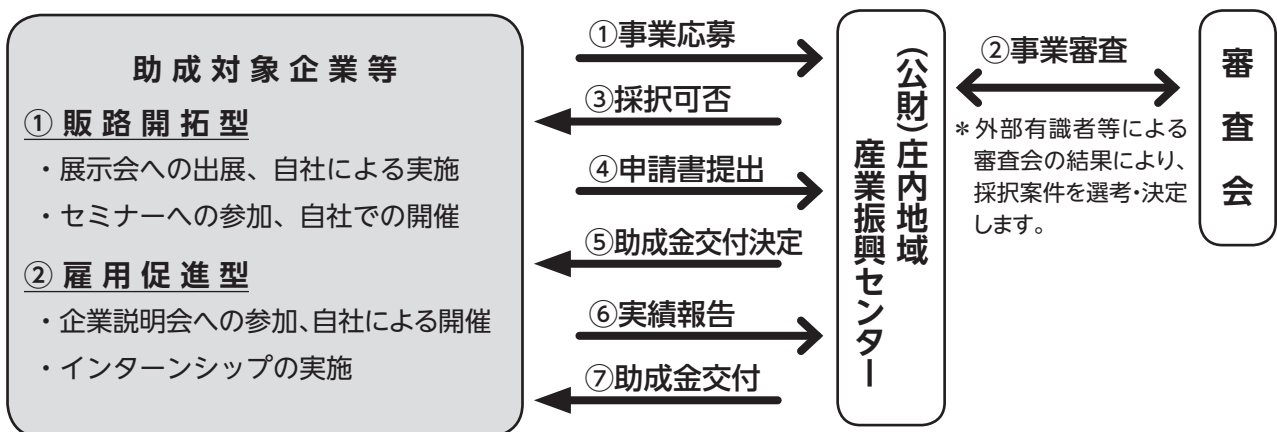 助成対象企業等
① 販路開拓型
・展示会への出展、自社による実施
・セミナーへの参加、自社での開催
② 雇用促進型
・企業説明会への参加、自社による開催
・インターンシップの実施
①事業応募
③採択可否
④申請書提出
⑤助成金交付決定
⑥実績報告
⑦助成金交付
（公財）庄内地域
産業振興センター
②事業審査
＊外部有識者等による
審査会の結果により、
採択案件を選考・決定
します。
審査会